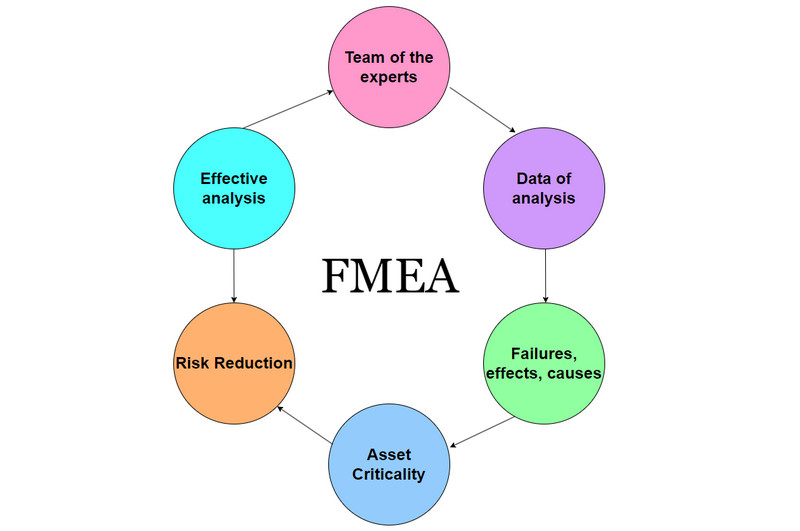 Team of the
experts
Effective
analysis
Data of
analysis
FMEA
Risk Reduction
Failures,
effects, causes
Asset
Criticality